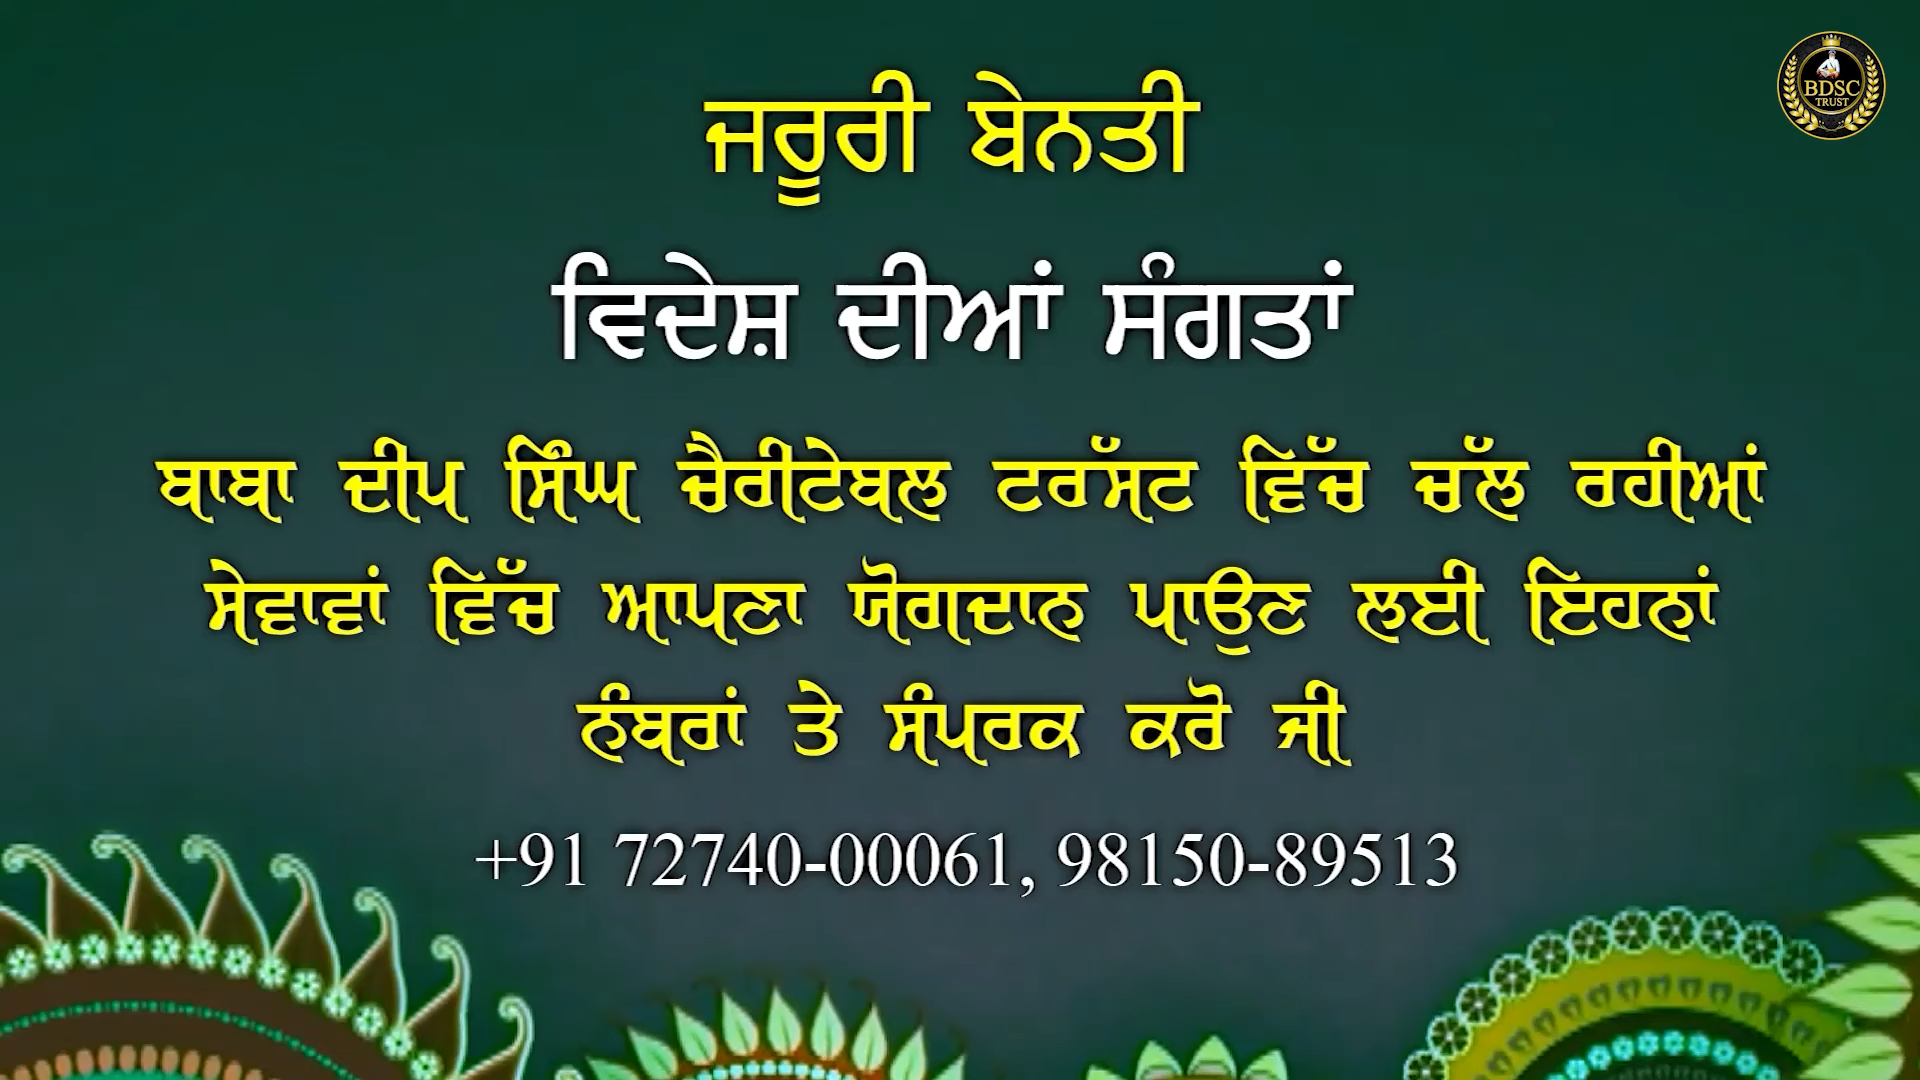 BDSC
TRUST
ਜਰੂਰੀ ਬੇਨਤੀ
ਵਿਦੇਸ਼ ਦੀਆਂ ਸੰਗਤਾਂ
ਬਾਬਾ ਦੀਪ ਸਿੰਘ ਚੈਰੀਟੇਬਲ ਟਰੱਸਟ ਵਿੱਚ ਚੱਲ ਰਹੀਆਂ
ਸੇਵਾਵਾਂ ਵਿੱਚ ਆਪਣਾ ਯੋਗਦਾਨ ਪਾਉਣ ਲਈ ਇਹਨਾਂ
ਨੰਬਰਾਂ ਤੇ ਸੰਪਰਕ ਕਰੋ ਜੀ
+91 72740-00061, 98150-89513